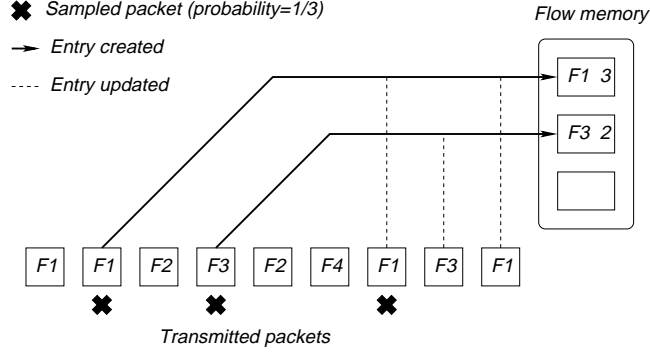 Sampled packet (probability=1/3)
Flow memory
Entry created
Entry updated
F1 3
F3 2
F1 F1 F2 F3 F2 F4 F1 F3 F1
Transmitted packets